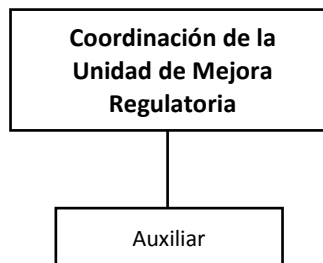 Coordinación de la
Unidad de Mejora
Regulatoria
Auxiliar